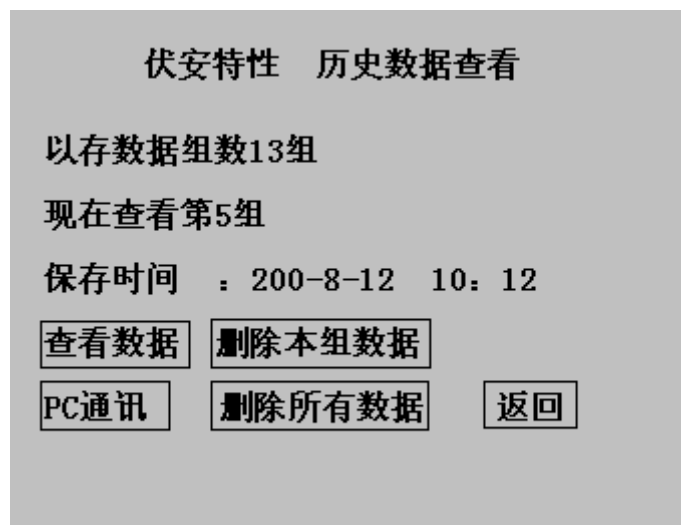 伏安特性 历史数据查看
以存数据组数13组
现在查看第5组
保存时间 : 200-8-12 10: 12
查看数据 删除本组数据
PC通讯 删除所有数据 返回